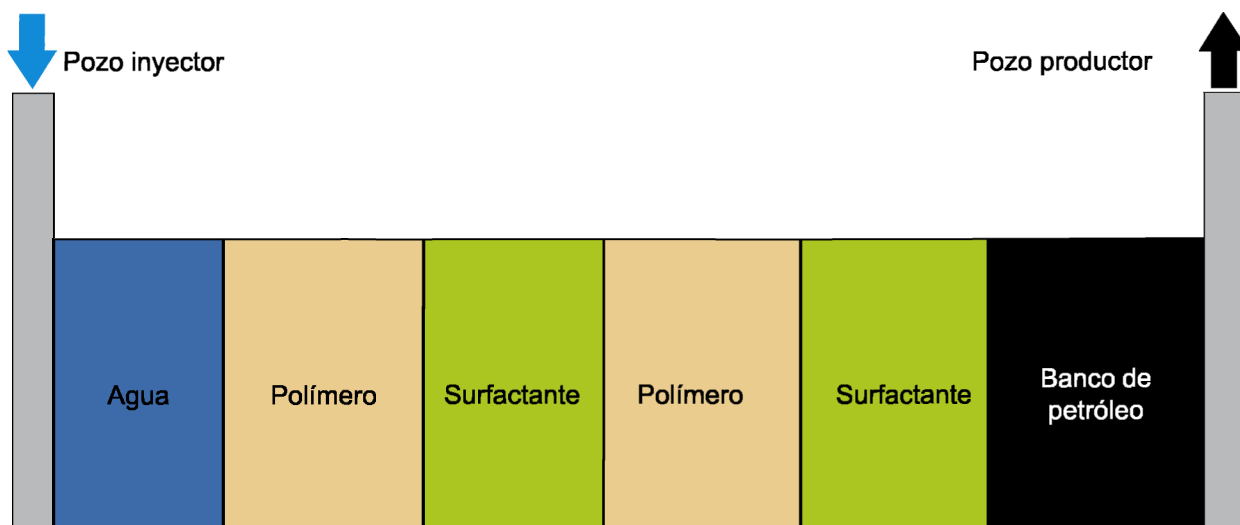 Pozo inyector
Pozo productor
Agua
Polímero
Surfactante
Polímero
Surfactante
Banco de
petróleo